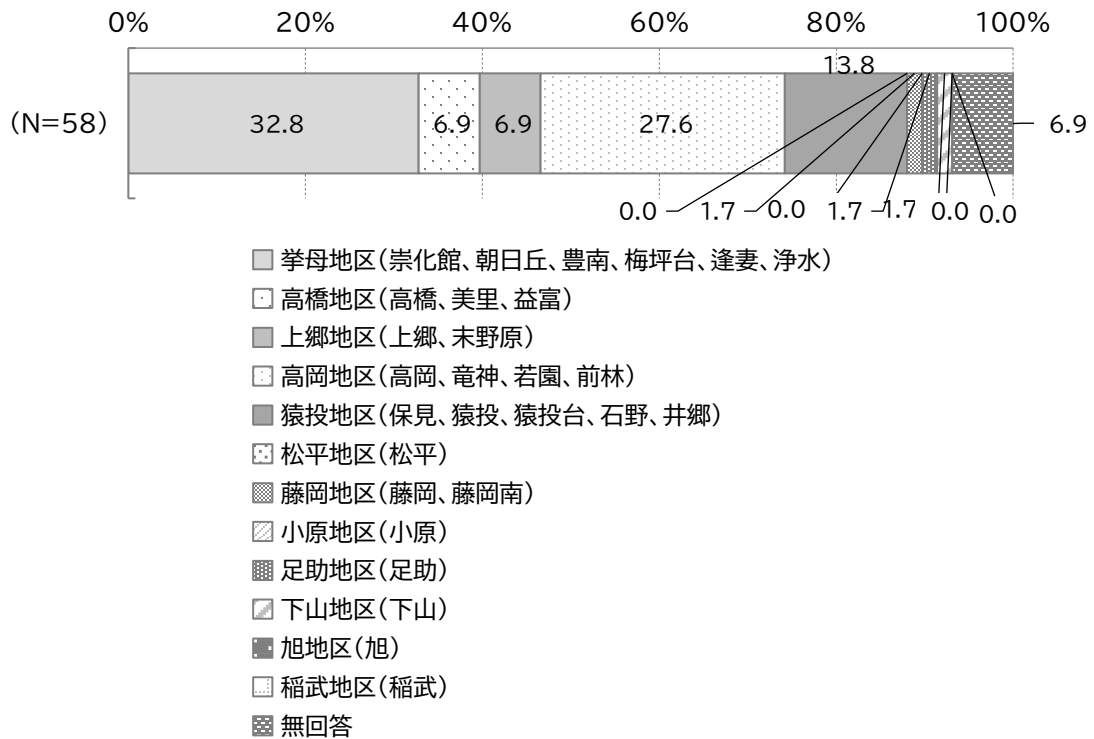 0% 20% 40% 60% 80% 100%
13.8
(N=58) 32.8 6.9 6.9 27.6 6.9
0.0 1.7 0.0 1.7 1.7 0.0 0.0
挙母地区(崇化館、朝日丘、豊南、梅坪台、逢妻、浄水)
高橋地区(高橋、美里、益富)
上郷地区(上郷、末野原)
高岡地区(高岡、竜神、若園、前林)
猿投地区(保見、猿投、猿投台、石野、井郷)
松平地区(松平)
藤岡地区(藤岡、藤岡南)
小原地区(小原)
足助地区(足助)
下山地区(下山)
旭地区(旭)
稲武地区(稲武)
無回答